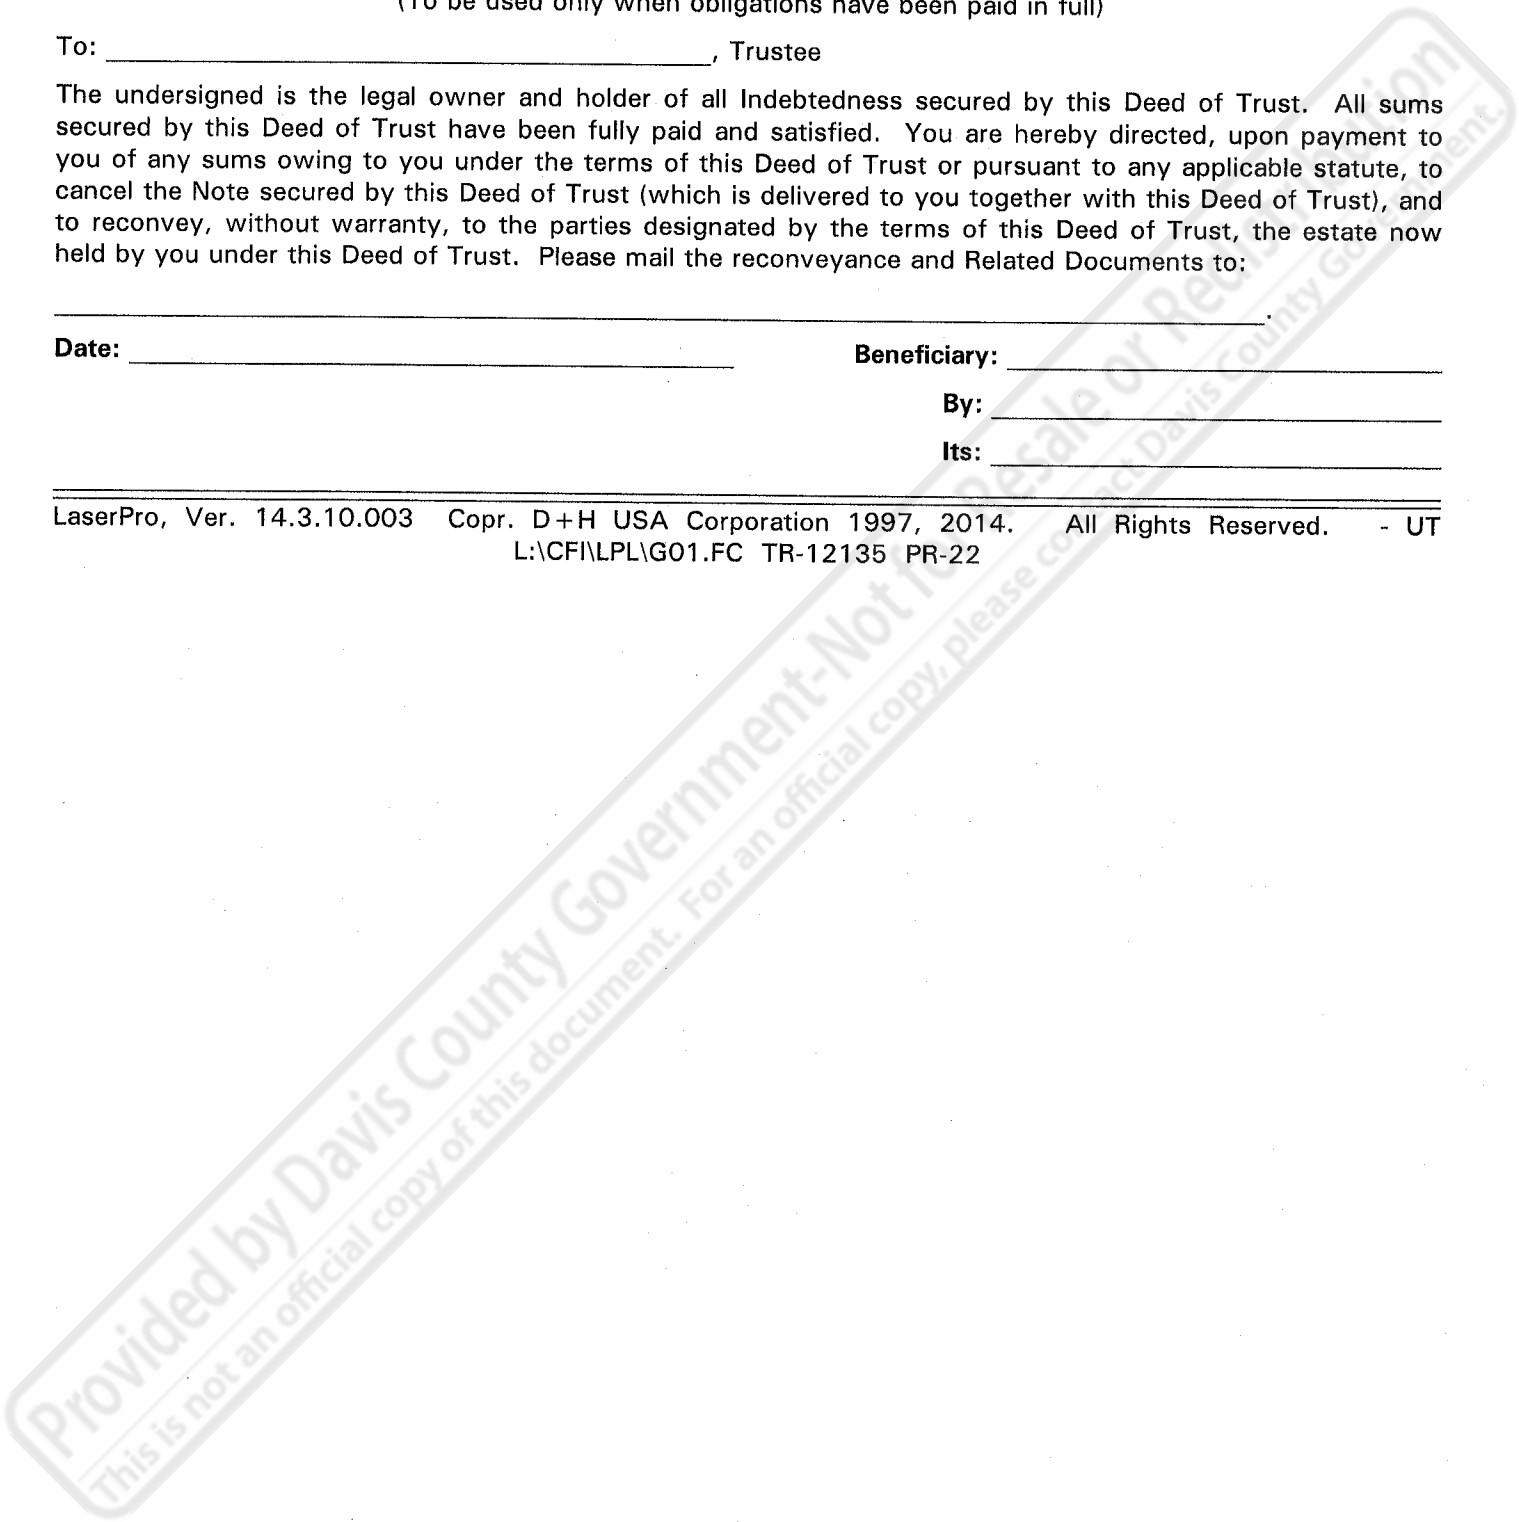 (To be used only when obligations have been paid in full)
To: ____________________, Trustee
The undersigned is the legal owner and holder of all Indebtedness secured by this Deed of Trust. All sums
secured by this Deed of Trust have been fully paid and satisfied. You are hereby directed, upon payment to
you of any sums owing to you under the terms of this Deed of Trust or pursuant to any applicable statute, to
cancel the Note secured by this Deed of Trust (which is delivered to you together with this Deed of Trust), and
to reconvey, without warranty, to the parties designated by the terms of this Deed of Trust, the estate now
held by you under this Deed of Trust. Please mail the reconveyance and Related Documents to:
____________________.
Date: ____________________ Beneficiary: ____________________
By: ____________________
Its: ____________________
LaserPro, Ver. 14.3.10.003 Copr. D+H USA Corporation 1997, 2014. All Rights Reserved. - UT
L:\CFI\LPL\G01.FC TR-12135 PR-22
Provided by Davis County Government-Not for Resale or Redistribution
This is not an official copy of this document. For an official copy, please contact Davis County Government.